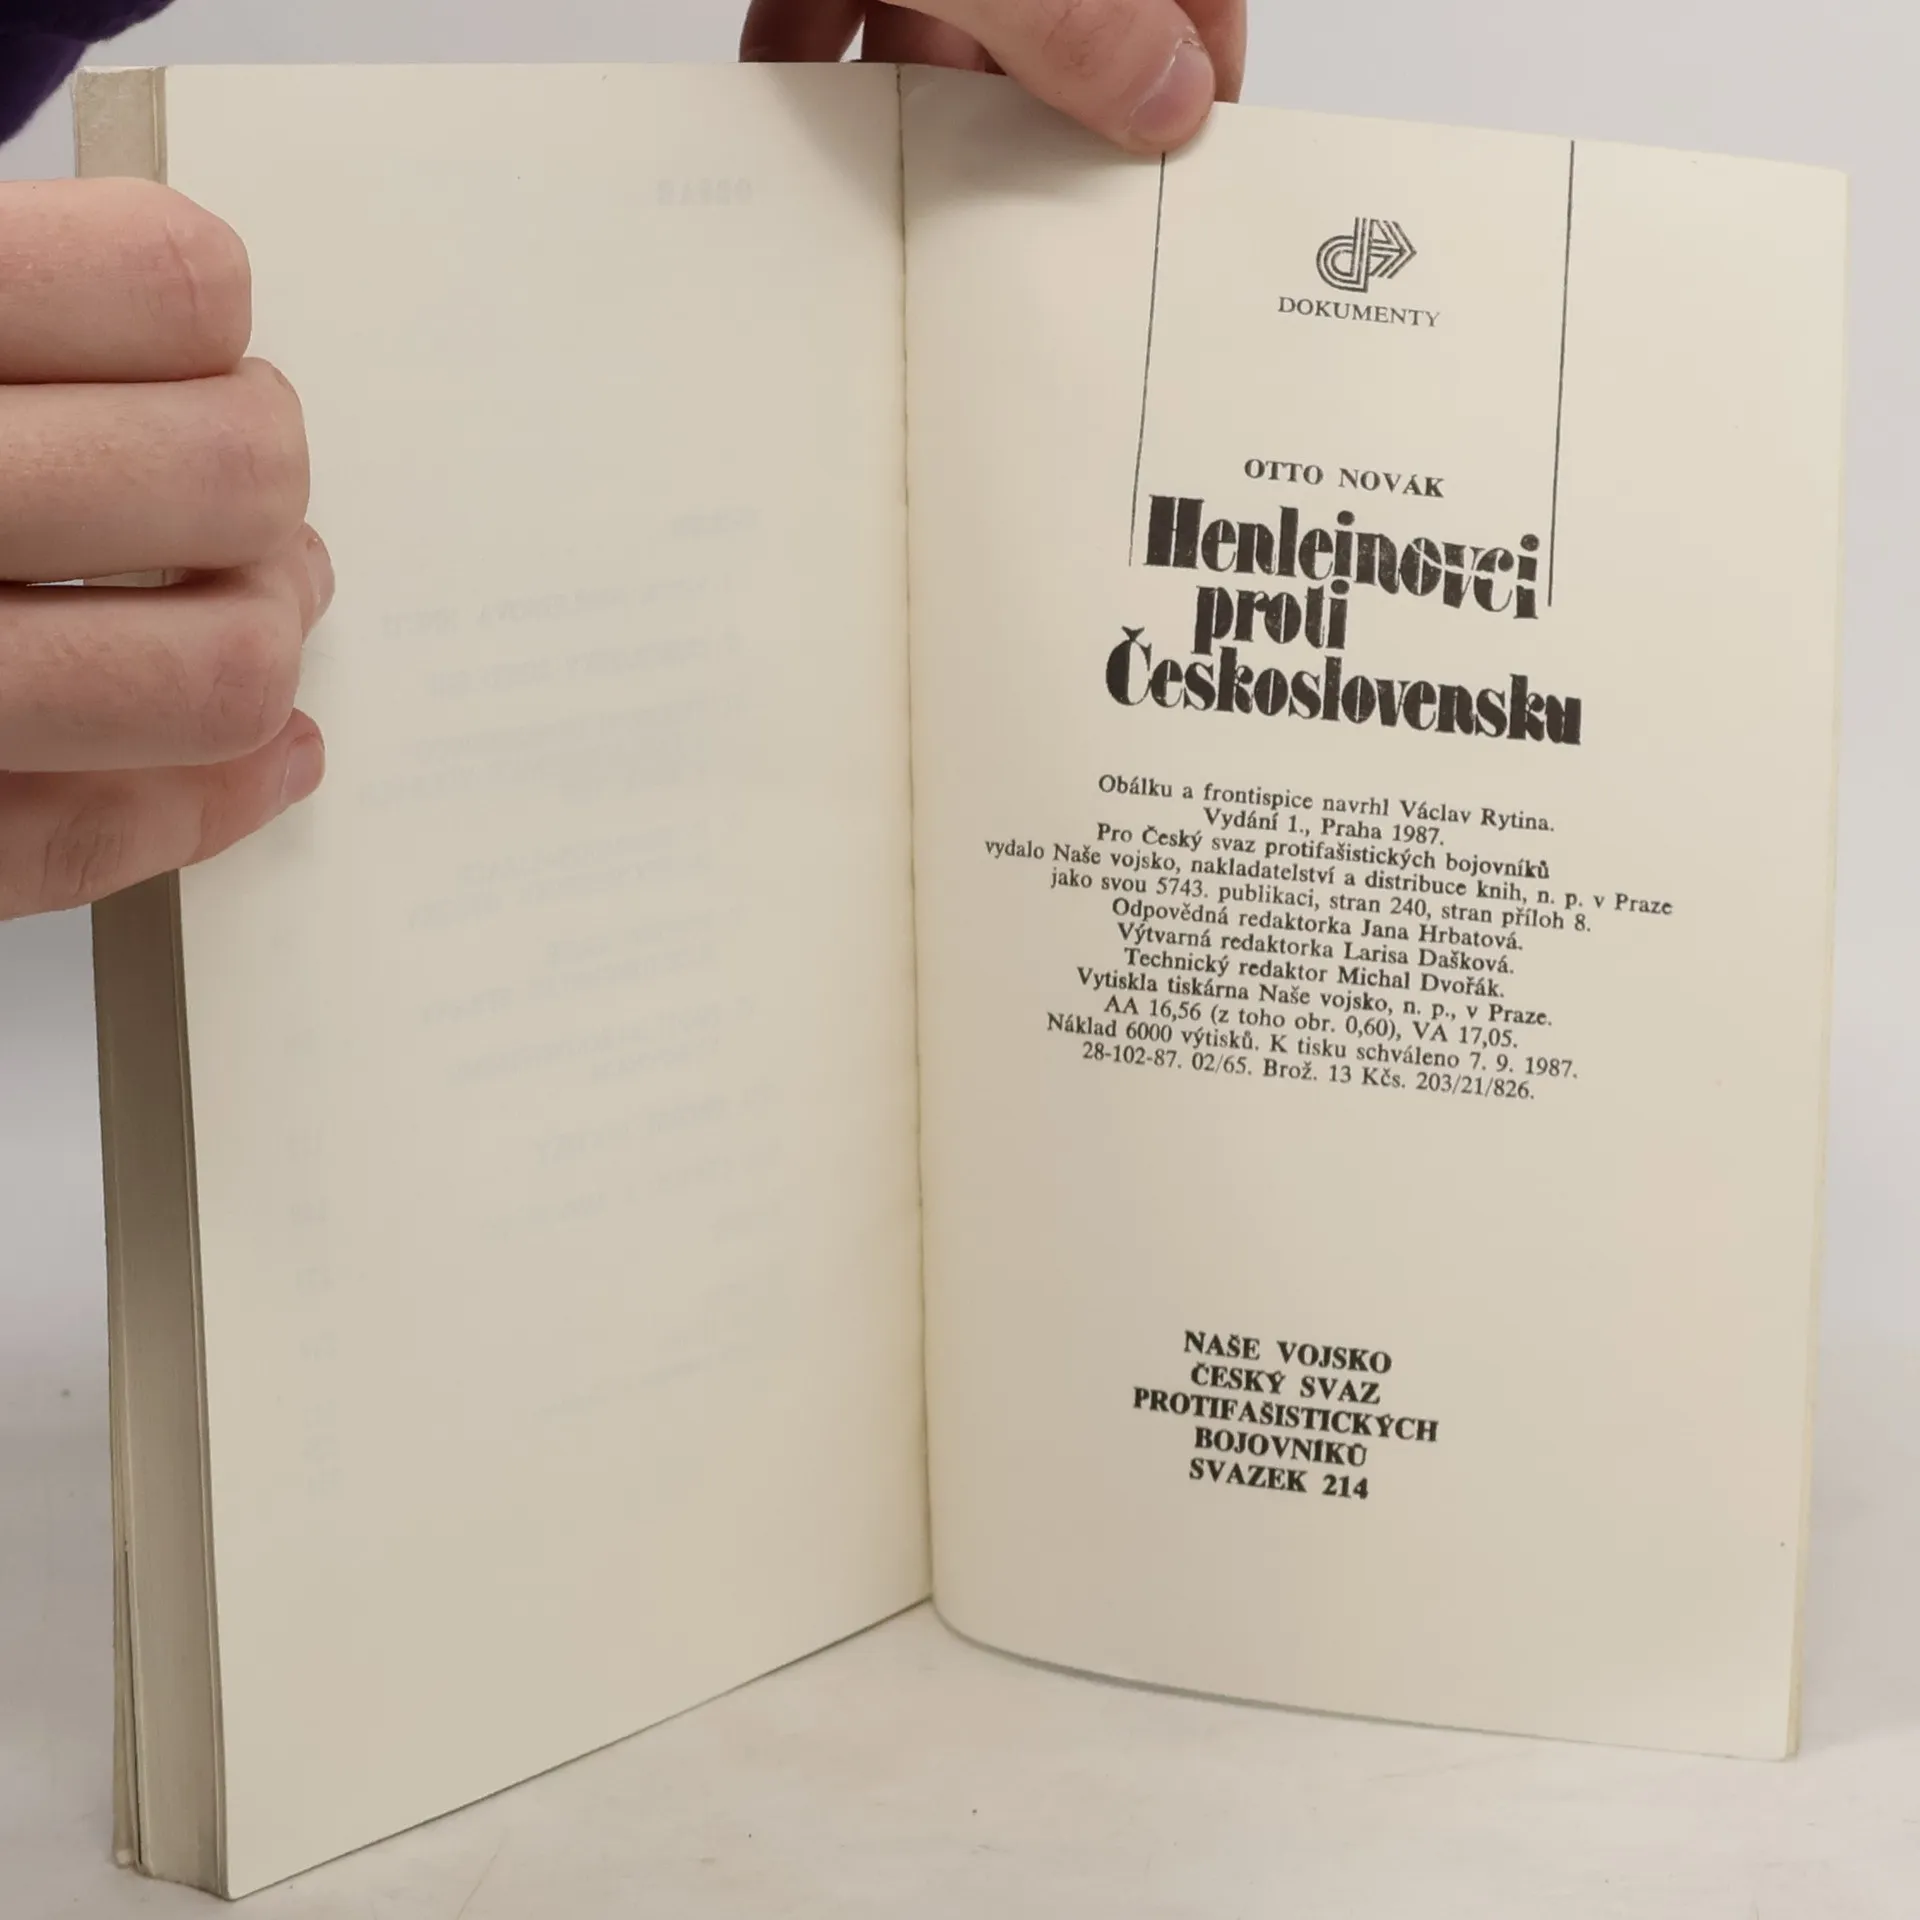 DOKUMENTY
OTTO NOVÁK
Henleinovci
proti
Československu
Obálku a frontispice navrhl Václav Rytina.
Vydání 1., Praha 1987.
Pro Český svaz protifašistických bojovníků
vydalo Naše vojsko, nakladatelství a distribuce knih, n. p. v Praze
jako svou 5743. publikaci, stran 240, stran příloh 8.
Odpovědná redaktorka Jana Hrbatová.
Výtvarná redaktorka Larisa Dašková.
Technický redaktor Michal Dvořák.
Vytiskla tiskárna Naše vojsko, n. p., v Praze.
AA 16,56 (z toho obr. 0,60), VA 17,05.
Náklad 6000 výtisků. K tisku schváleno 7. 9. 1987.
28-102-87. 02/65. Brož. 13 Kčs. 203/21/826.
NAŠE VOJSKO
ČESKÝ SVAZ
PROTIFAŠISTICKÝCH
BOJOVNÍKŮ
SVAZEK 214